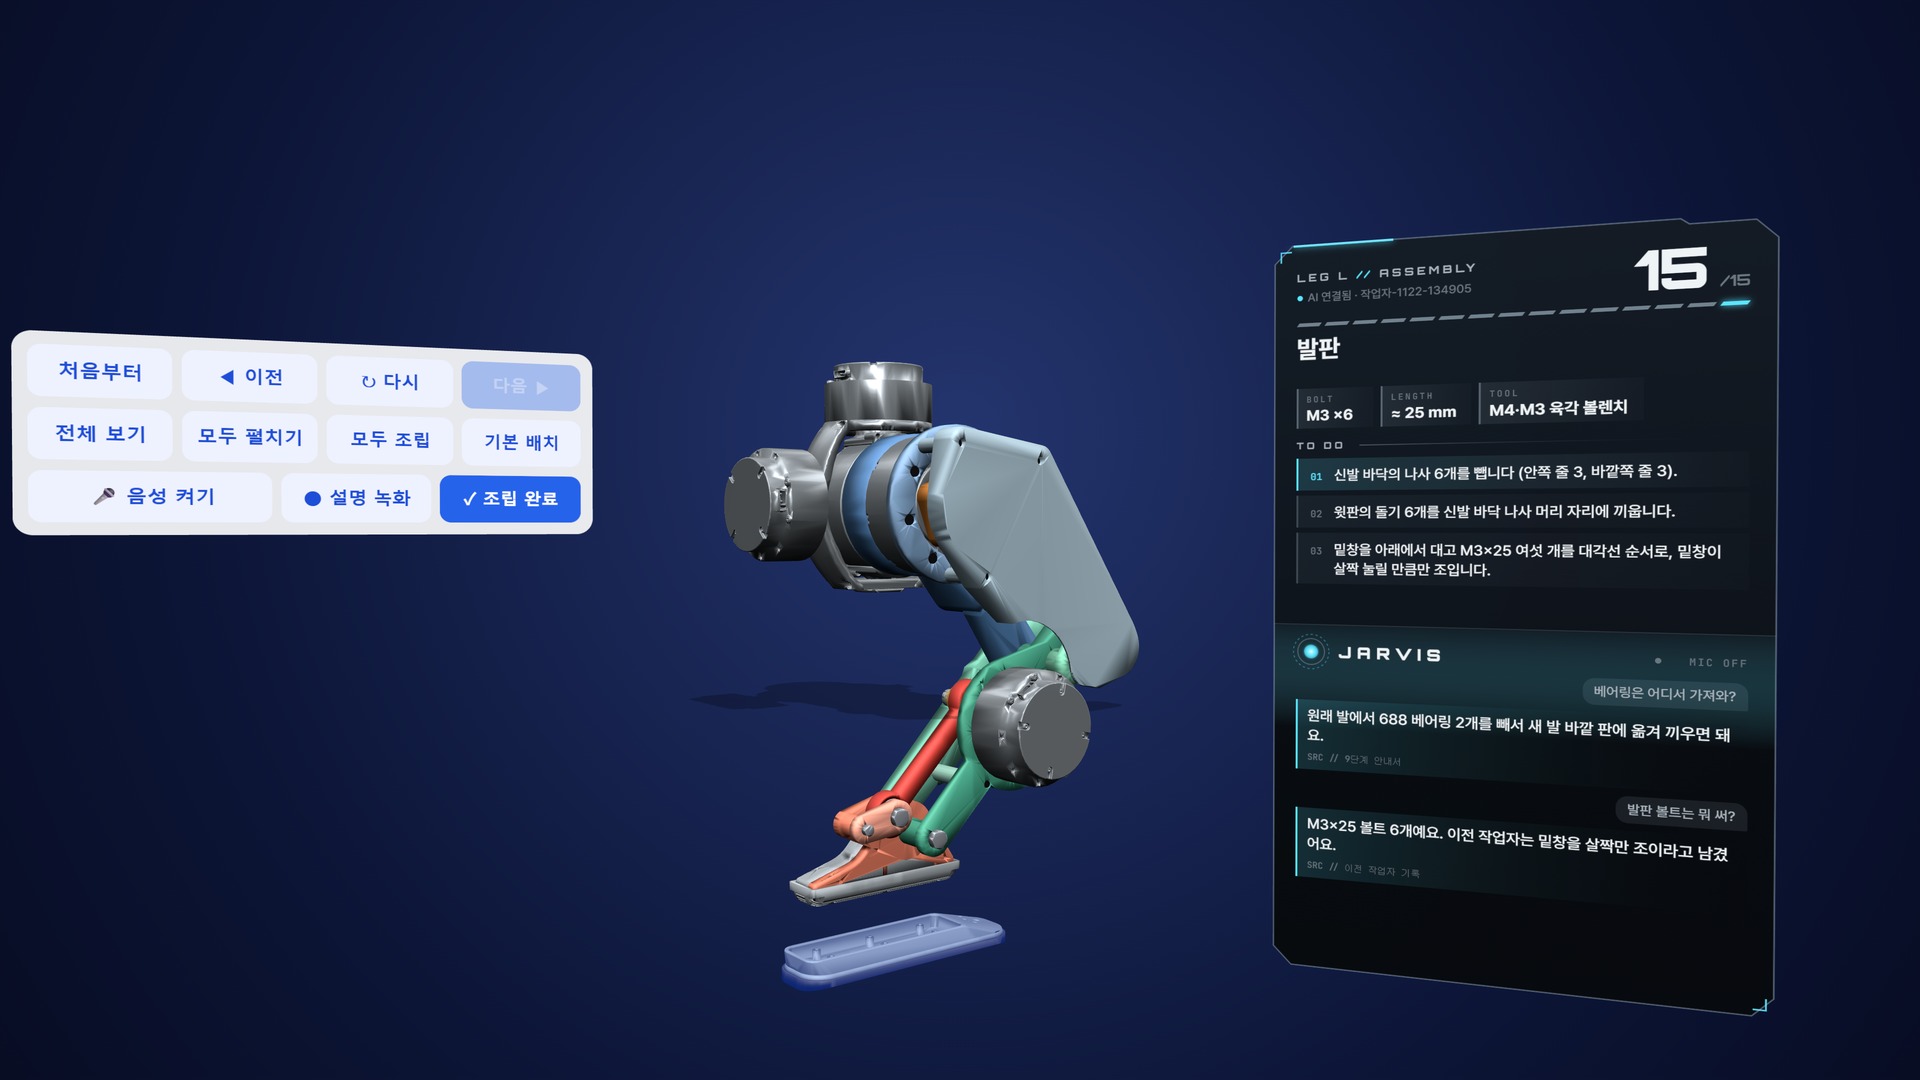 처음부터
◀ 이전
↻ 다시
다음 ▶
전체 보기
모두 펼치기
모두 조립
기본 배치
🎤 음성 켜기
● 설명 녹화
✓ 조립 완료
LEG L // ASSEMBLY
● AI 연결됨 · 작업자-1122-134905
15 /15
발판
BOLT
M3 ×6
LENGTH
≈ 25 mm
TOOL
M4·M3 육각 볼렌치
TO DO
01 신발 바닥의 나사 6개를 뺍니다 (안쪽 줄 3, 바깥쪽 줄 3).
02 윗판의 돌기 6개를 신발 바닥 나사 머리 자리에 끼웁니다.
03 밑창을 아래에서 대고 M3×25 여섯 개를 대각선 순서로, 밑창이
살짝 눌릴 만큼만 조입니다.
JARVIS
● MIC OFF
베어링은 어디서 가져와?
원래 발에서 688 베어링 2개를 빼서 새 발 바깥 판에 옮겨 끼우면 돼
요.
SRC // 9단계 안내서
발판 볼트는 뭐 써?
M3×25 볼트 6개예요. 이전 작업자는 밑창을 살짝만 조이라고 남겼
어요.
SRC // 이전 작업자 기록